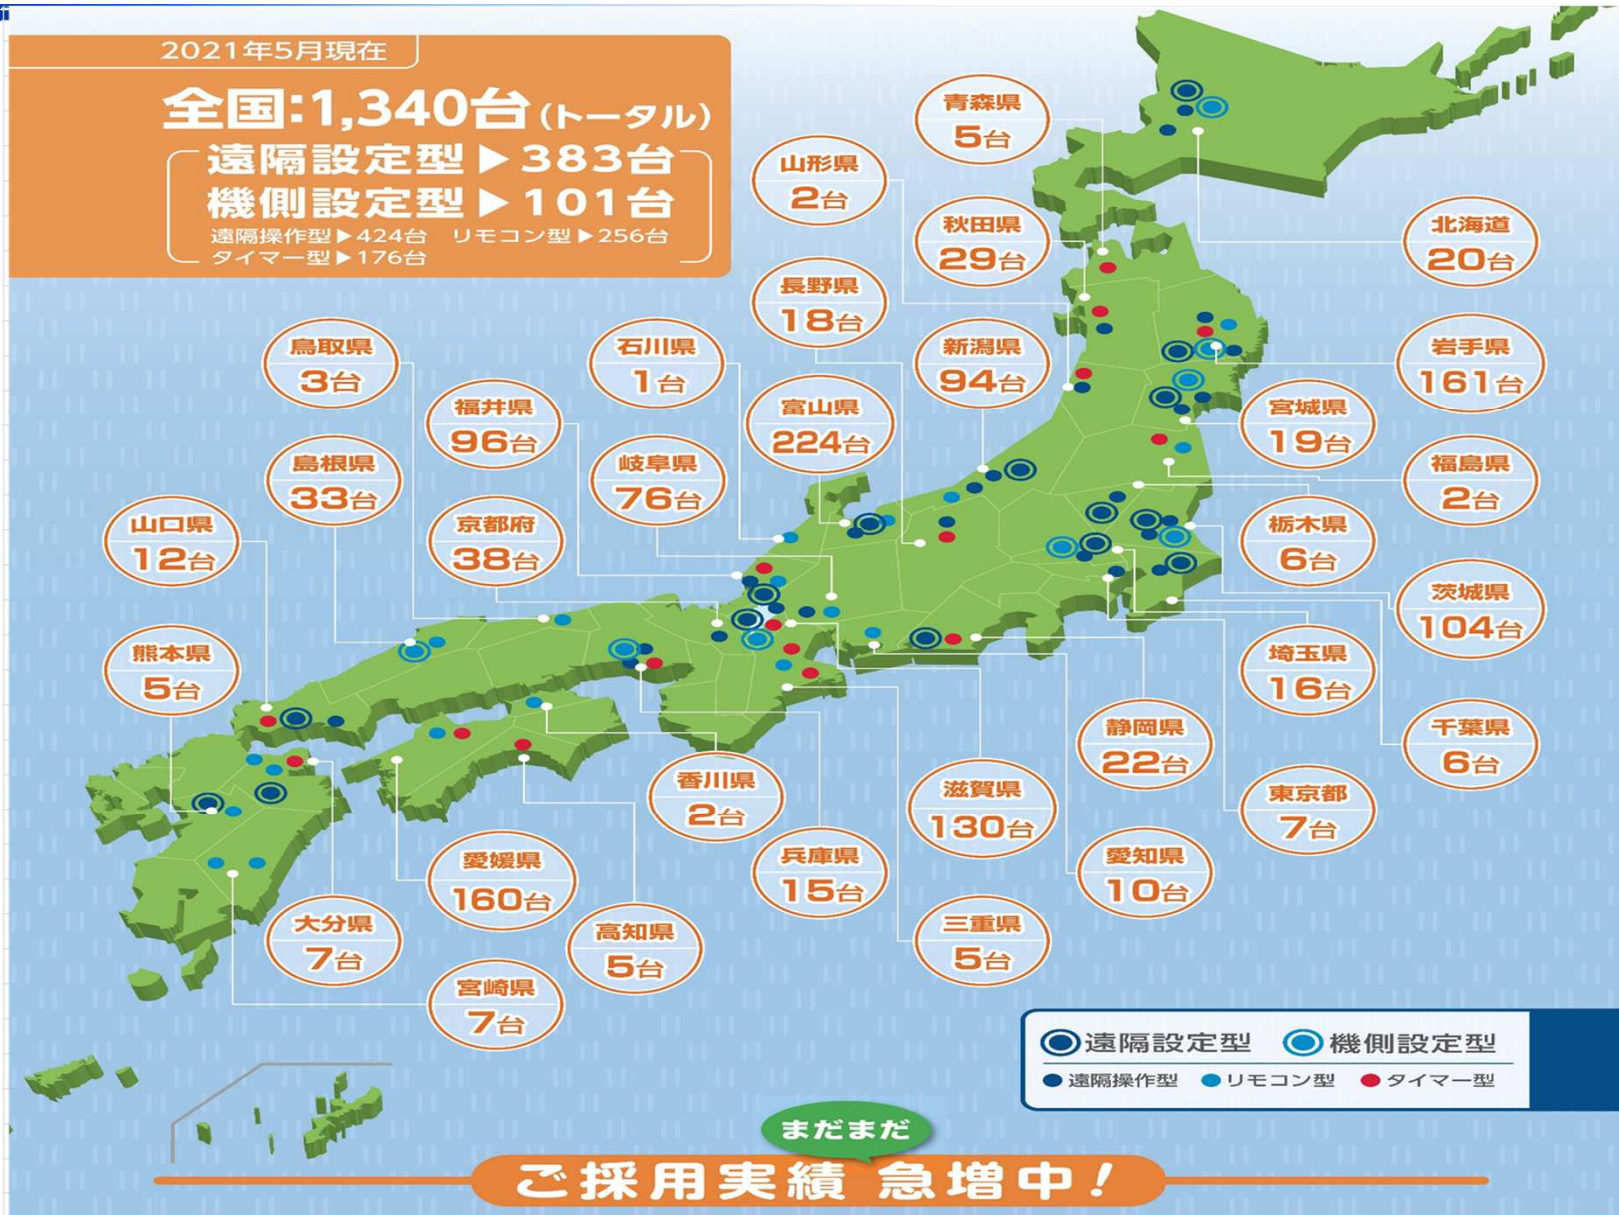 2021年5月現在
全国:1,340台(トータル)
遠隔設定型▶383台
機側設定型▶101台
遠隔操作型▶424台 リモコン型▶256台
タイマー型▶176台
青森県
5台
山形県
2台
秋田県
29台
北海道
20台
長野県
18台
鳥取県
3台
石川県
1台
新潟県
94台
岩手県
161台
福井県
96台
富山県
224台
宮城県
19台
島根県
33台
岐阜県
76台
福島県
2台
山口県
12台
京都府
38台
栃木県
6台
茨城県
104台
熊本県
5台
埼玉県
16台
静岡県
22台
千葉県
6台
香川県
2台
滋賀県
130台
東京都
7台
愛媛県
160台
兵庫県
15台
愛知県
10台
大分県
7台
高知県
5台
三重県
5台
宮崎県
7台
遠隔設定型 機側設定型
遠隔操作型 リモコン型 タイマー型
まだまだ
ご採用実績 急増中!